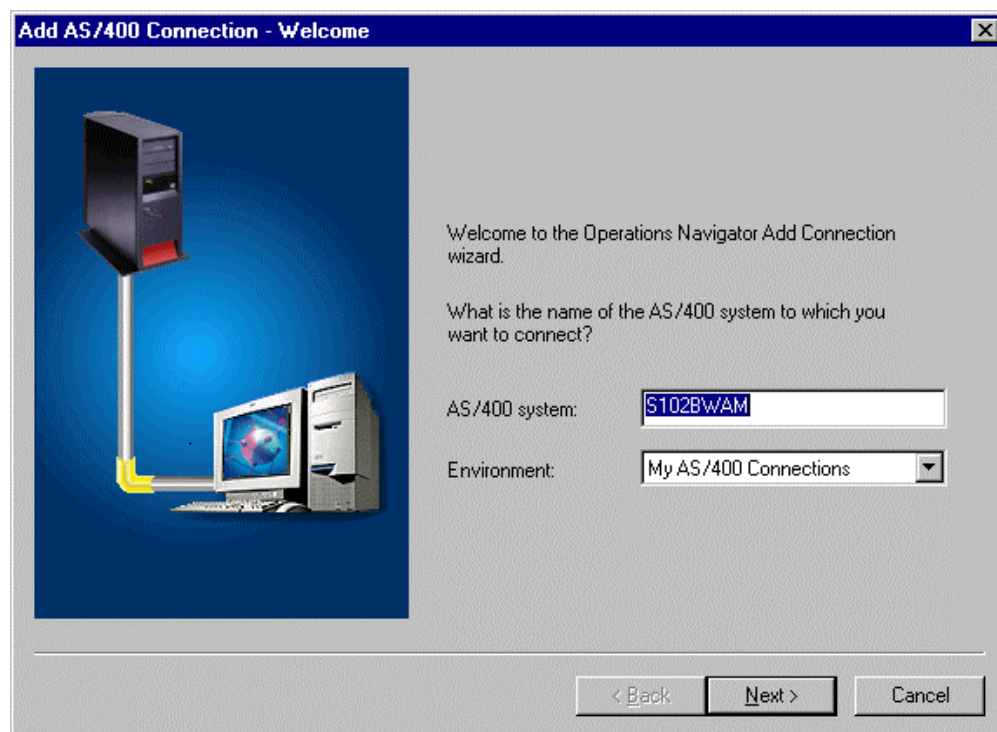 Add AS/400 Connection - Welcome
Welcome to the Operations Navigator Add Connection
wizard.
What is the name of the AS/400 system to which you
want to connect?
AS/400 system:
S102BWAM
Environment:
My AS/400 Connections
< Back
Next >
Cancel